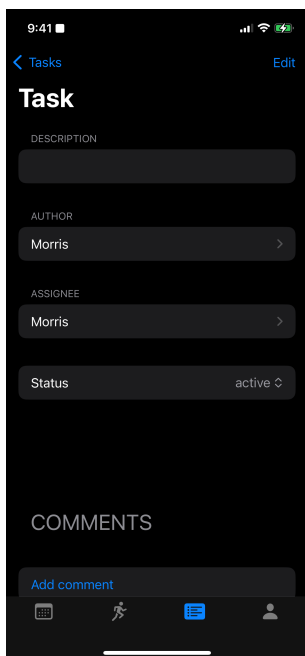 9:41
Tasks
Edit
Task
DESCRIPTION
AUTHOR
Morris
ASSIGNEE
Morris
Status
active
COMMENTS
Add comment